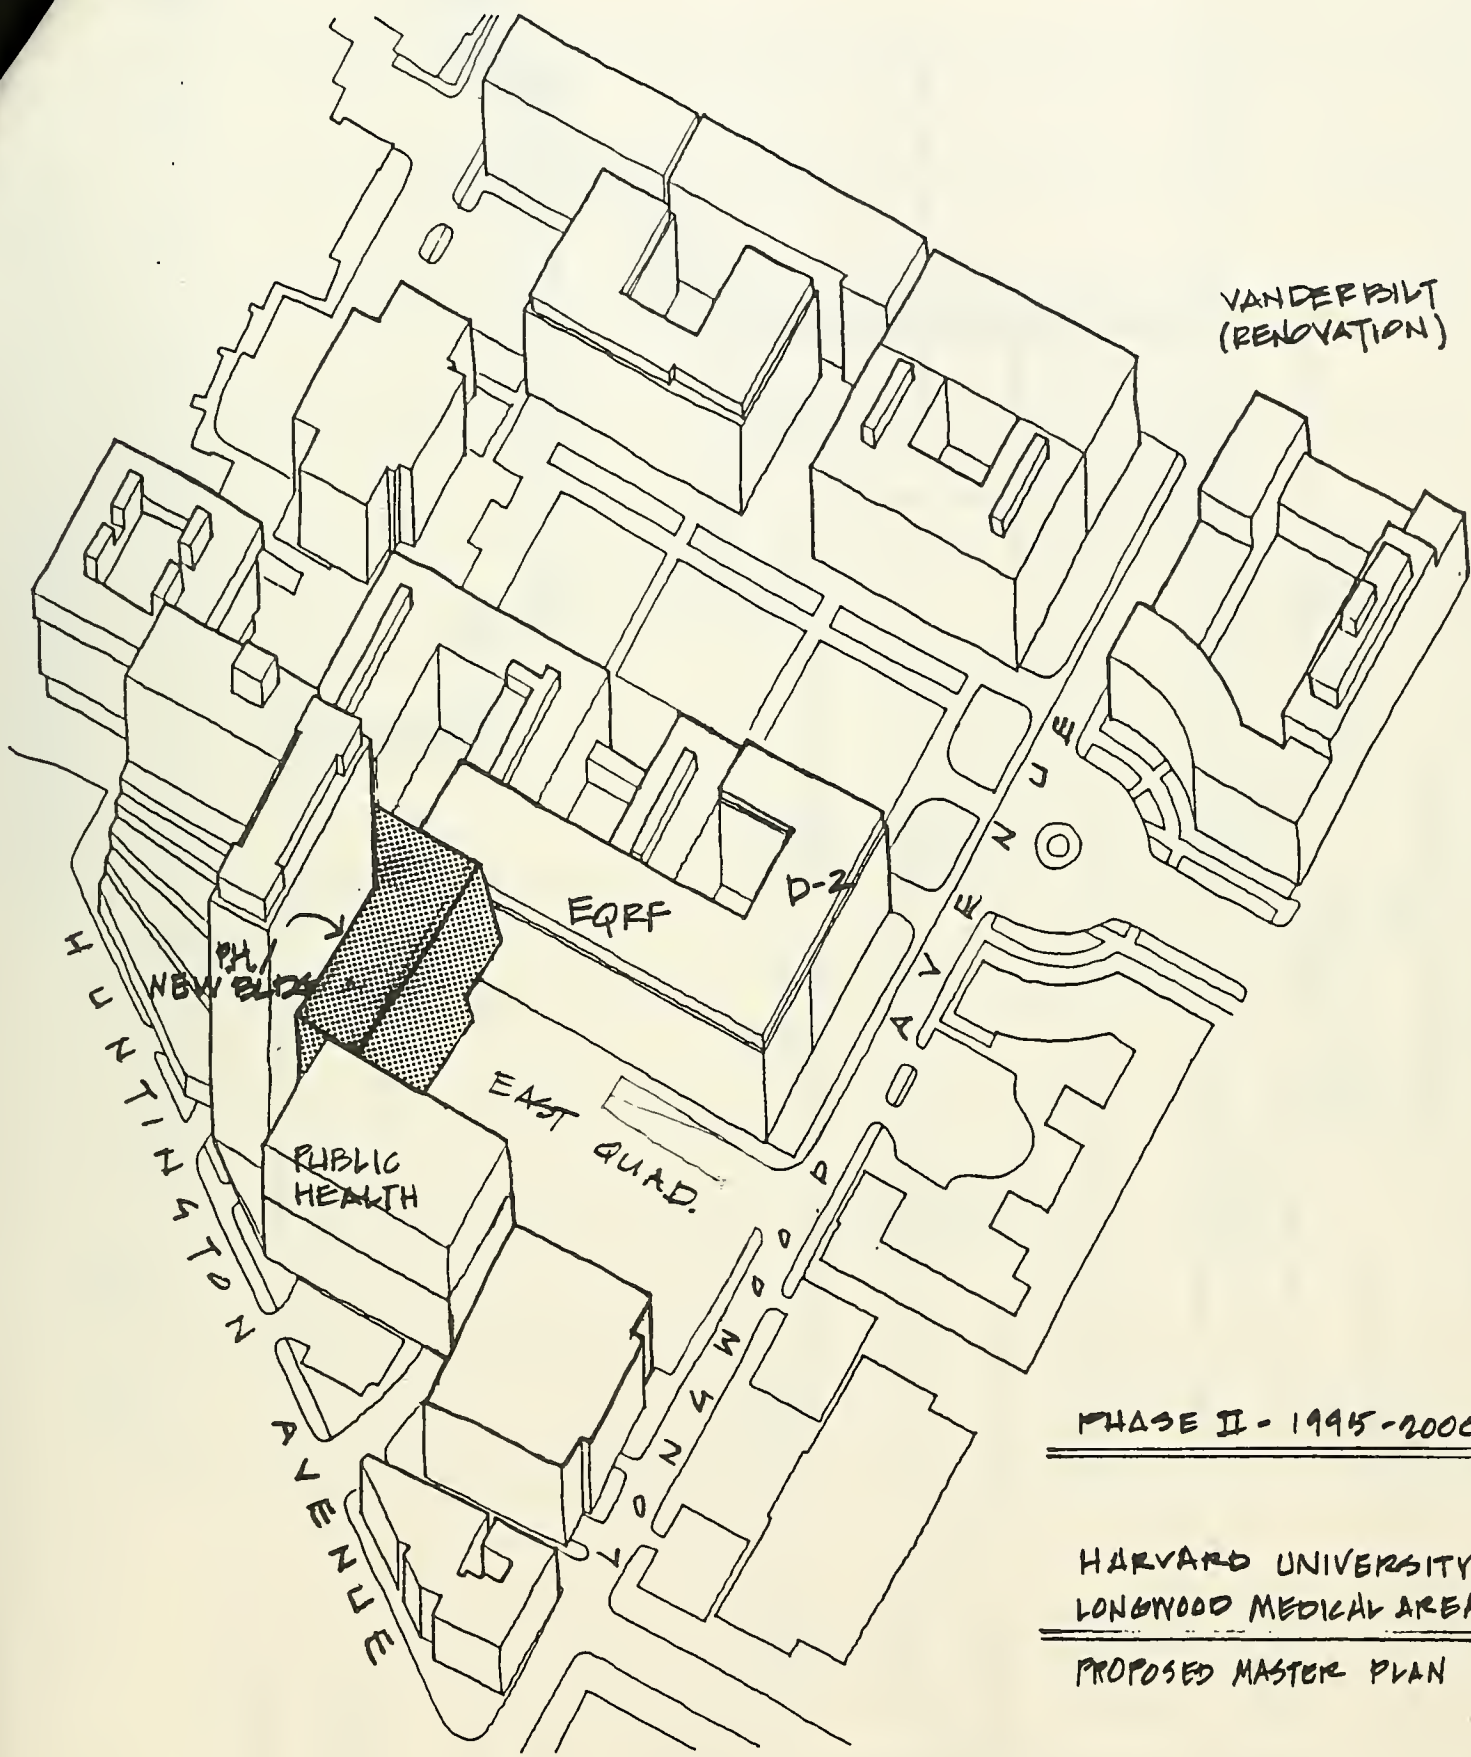 VANDERBILT
(RENOVATION)
D-2
EQRF
PH/
NEW BLDG
EAST QUAD.
PUBLIC
HEALTH
HUNTINGTON AVENUE
LONGWOOD AVENUE
PHASE II - 1995-2000
HARVARD UNIVERSITY
LONGWOOD MEDICAL AREA
PROPOSED MASTER PLAN